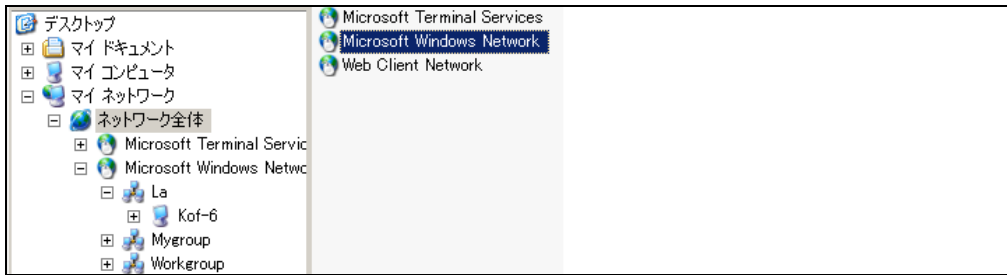 デスクトップ
マイ ドキュメント
マイ コンピュータ
マイ ネットワーク
ネットワーク全体
Microsoft Terminal Servic
Microsoft Windows Netwo
La
Kof-6
Mygroup
Workgroup
Microsoft Terminal Services
Microsoft Windows Network
Web Client Network